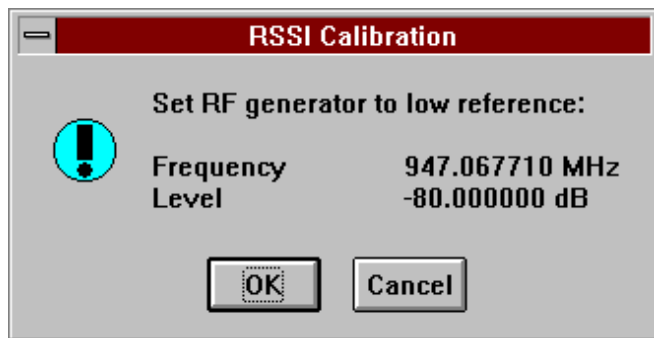 RSSI Calibration
Set RF generator to low reference:
Frequency 947.067710 MHz
Level -80.000000 dB
OK Cancel